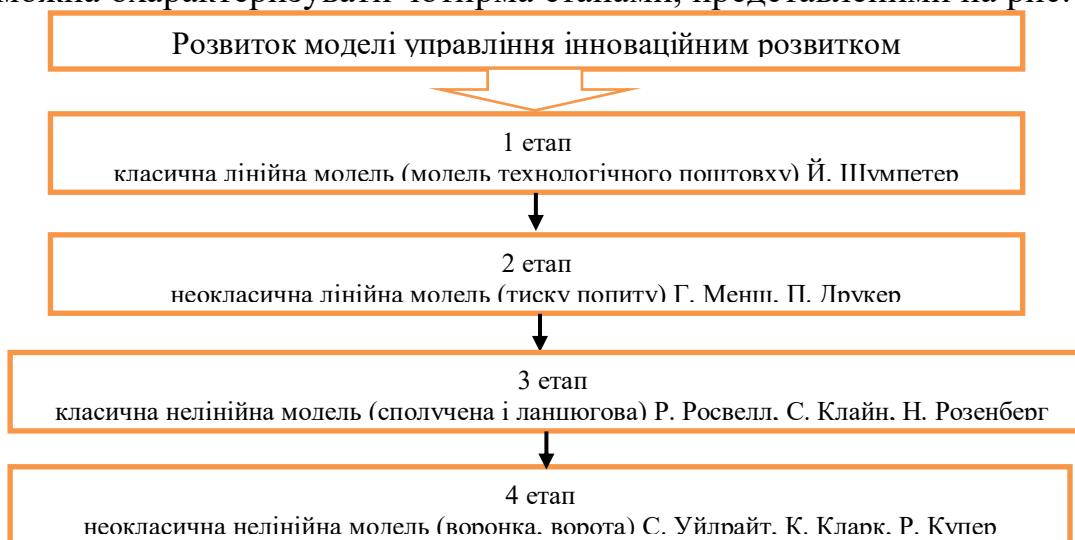 можна охарактеризувати чотирма етапами, представленими на рис.
Розвиток моделі управління інноваційним розвитком
1 етап
класична лінійна модель (модель технологічного поштовху) Й. Шумпетер
2 етап
неокласична лінійна модель (тиску попиту) Г. Менш, П. Друкер
3 етап
класична нелінійна модель (сполучена і ланцюгова) Р. Росвелл, С. Клайн, Н. Розенберг
4 етап
неокласична нелінійна модель (воронка, ворота) С. Уілрайт, К. Кларк, Р. Купер